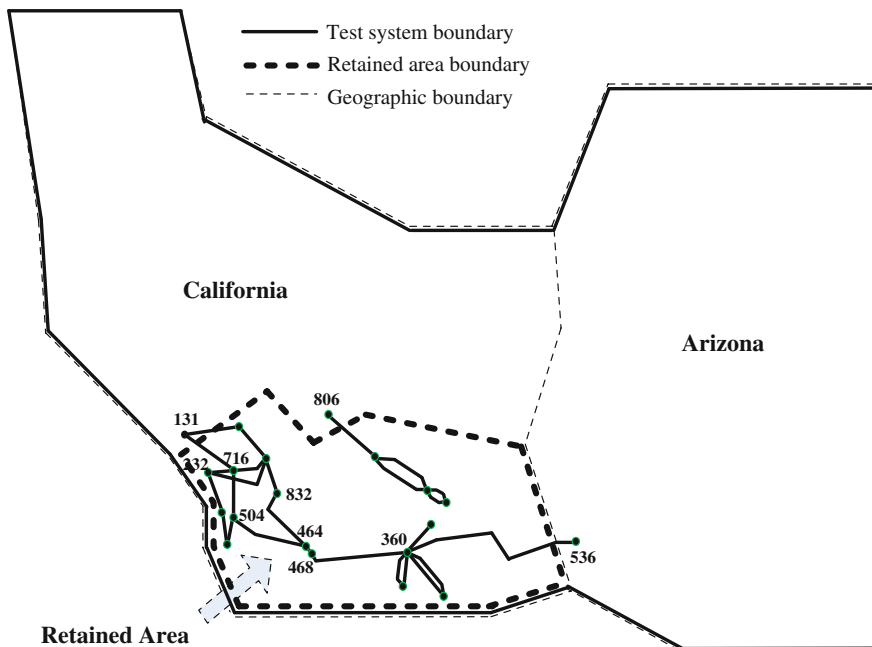 Test system boundary
Retained area boundary
Geographic boundary
California
Arizona
806
131
232
716
832
504
464
468
360
536
Retained Area